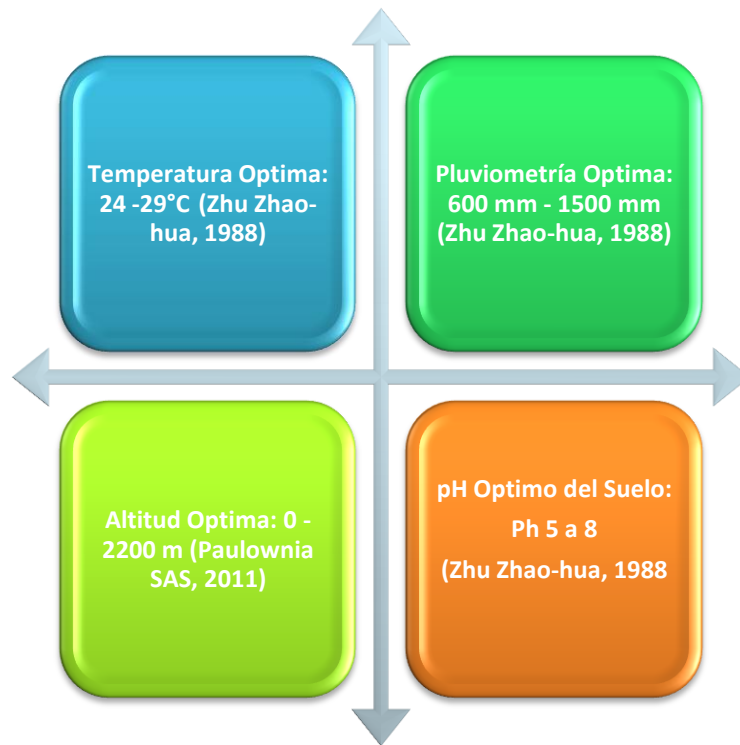 Temperatura Optima:
24 -29°C (Zhu Zhao-
hua, 1988)
Pluviometría Optima:
600 mm - 1500 mm
(Zhu Zhao-hua, 1988)
Altitud Optima: 0 -
2200 m (Paulownia
SAS, 2011)
pH Optimo del Suelo:
Ph 5 a 8
(Zhu Zhao-hua, 1988